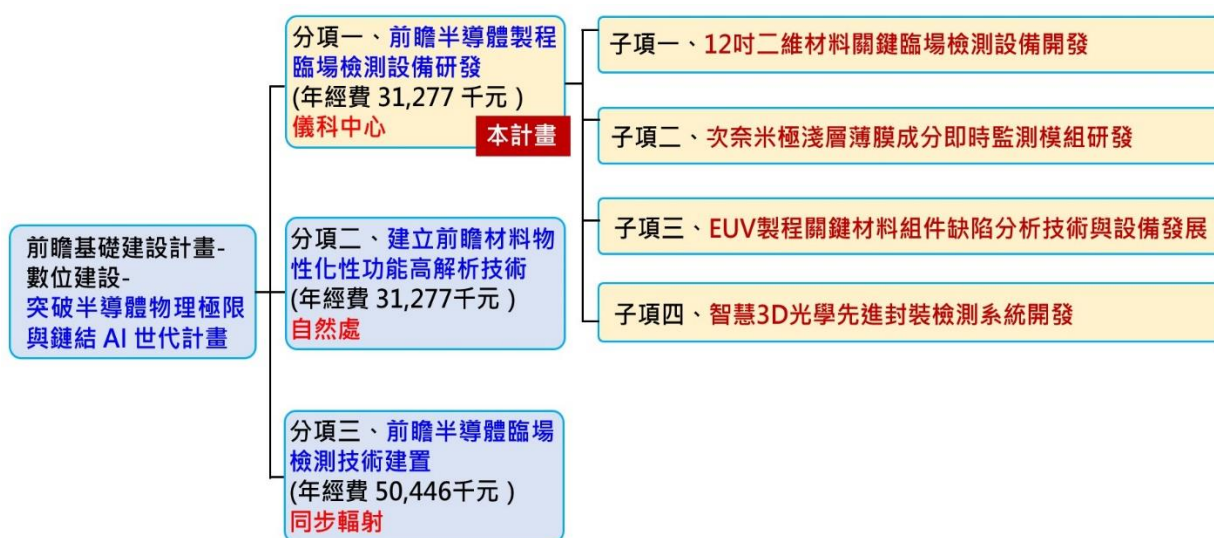 前瞻基礎建設計畫-
數位建設-
突破半導體物理極限
與鏈結 AI 世代計畫
分項一、前瞻半導體製程
臨場檢測設備研發
(年經費 31,277 千元 )
儀科中心
本計畫
子項一、12吋二維材料關鍵臨場檢測設備開發
子項二、次奈米極淺層薄膜成分即時監測模組研發
子項三、EUV製程關鍵材料組件缺陷分析技術與設備發展
子項四、智慧3D光學先進封裝檢測系統開發
分項二、建立前瞻材料物
性化性功能高解析技術
(年經費 31,277千元 )
自然處
分項三、前瞻半導體臨場
檢測技術建置
(年經費 50,446千元 )
同步輻射